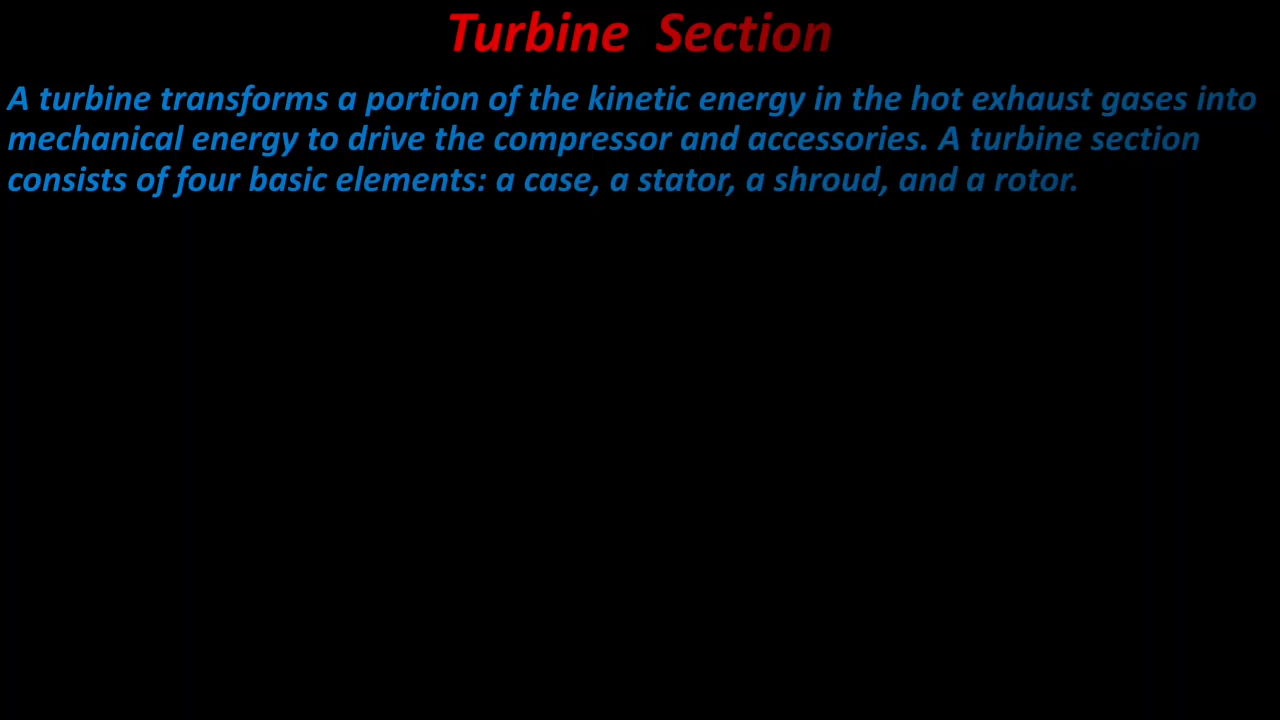 Turbine Section
A turbine transforms a portion of the kinetic energy in the hot exhaust gases into
mechanical energy to drive the compressor and accessories. A turbine section
consists of four basic elements: a case, a stator, a shroud, and a rotor.